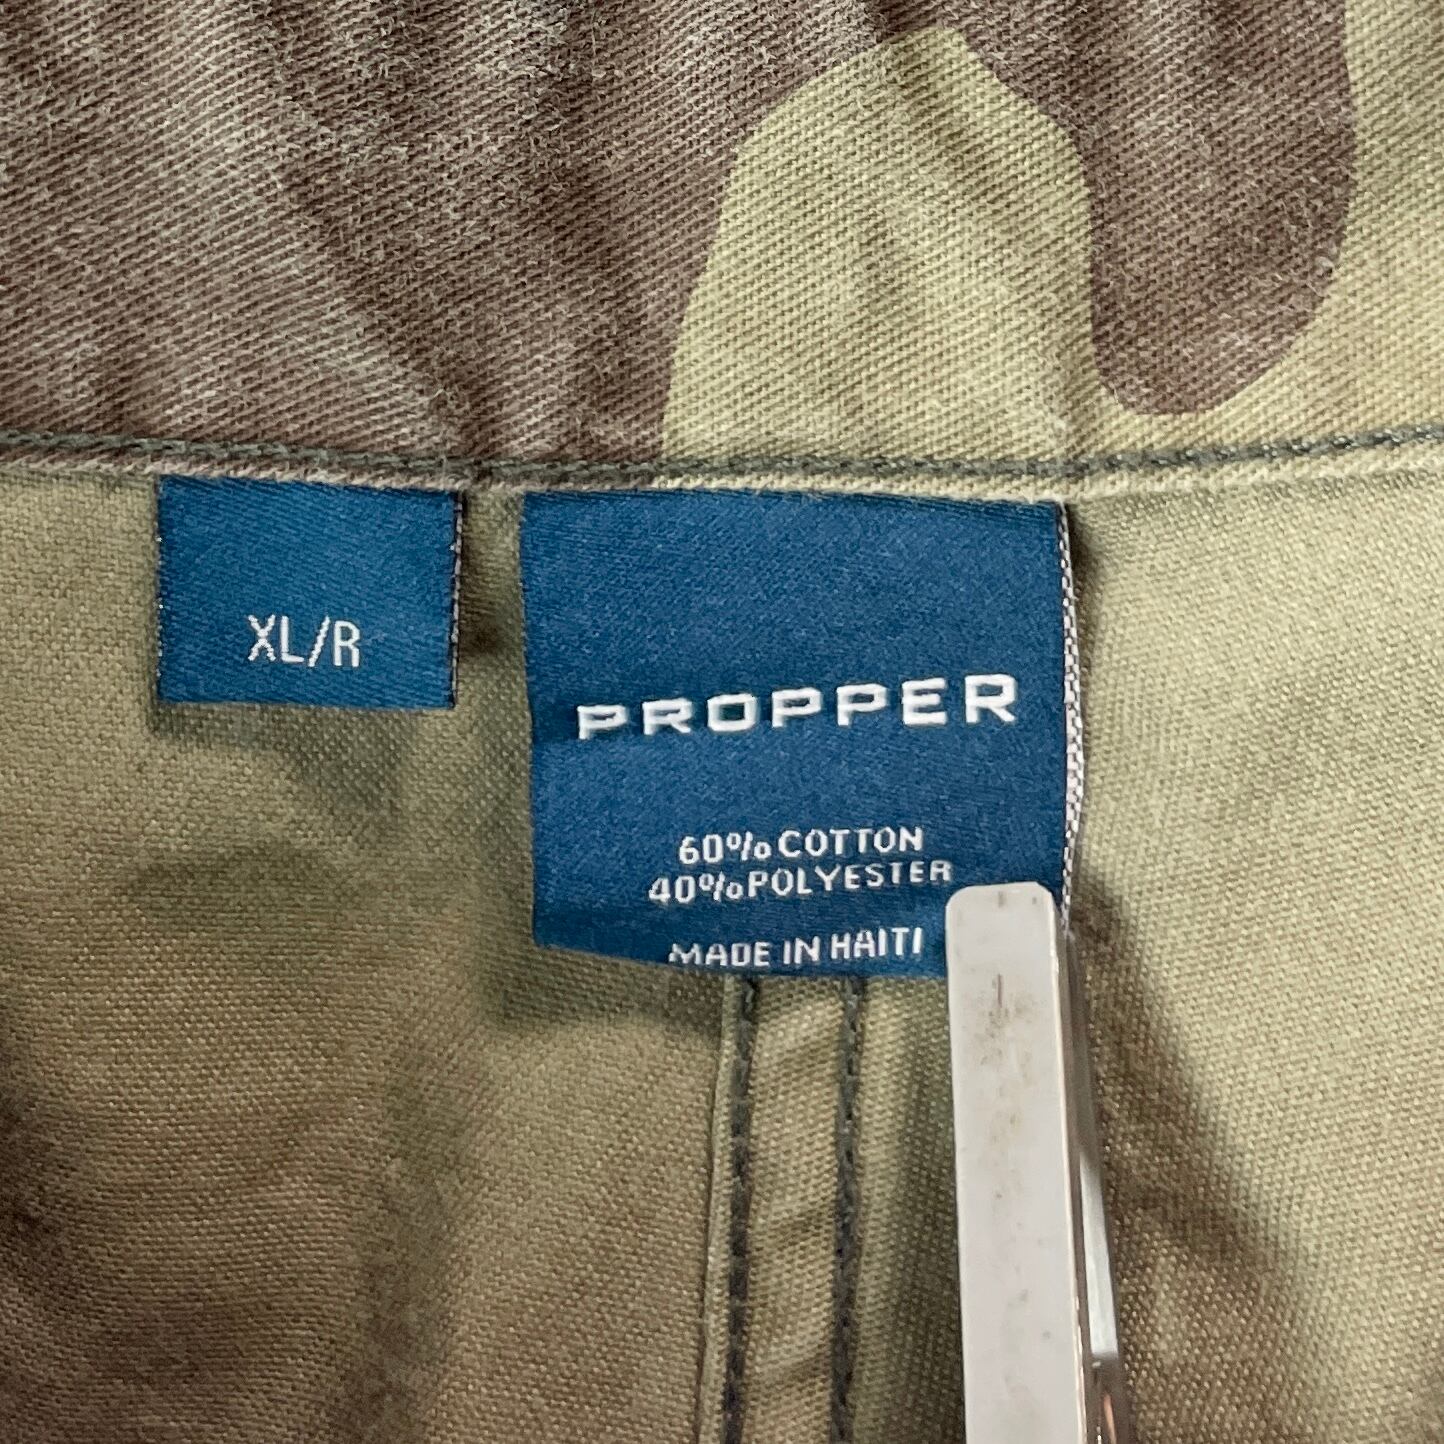 XL/R
PROPPER
60% COTTON
40% POLYESTER
MADE IN HAITI